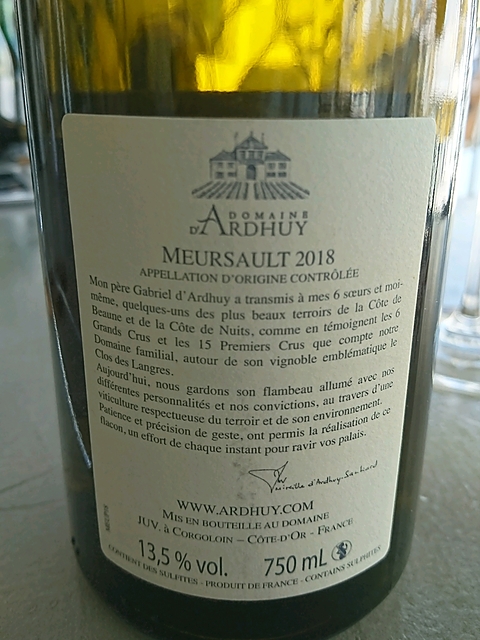 DOMAINE
D'ARDHUY
MEURSAULT 2018
APPELLATION D'ORIGINE CONTRÔLÉE
Mon père Gabriel d'Ardhuy a transmis à mes 6 sœurs et moi-
même, quelques-uns des plus beaux terroirs de la Côte de
Beaune et de la Côte de Nuits, comme en témoignent les 6
Grands Crus et les 15 Premiers Crus que compte notre
Domaine familial, autour de son vignoble emblématique le
Clos des Langres.
Aujourd'hui, nous gardons son flambeau allumé avec nos
différentes personnalités et nos convictions, au travers d'une
viticulture respectueuse du terroir et de son environnement.
Patience et précision de geste, ont permis la réalisation de ce
flacon, un effort de chaque instant pour ravir vos palais.
Mireille d'Ardhuy-Santiard
WWW.ARDHUY.COM
MIS EN BOUTEILLE AU DOMAINE
JUV. à CORGOLOIN – CÔTE-D'OR - FRANCE
13,5 % vol. 750 mL
CONTIENT DES SULFITES - PRODUIT DE FRANCE - CONTAINS SULPHITES